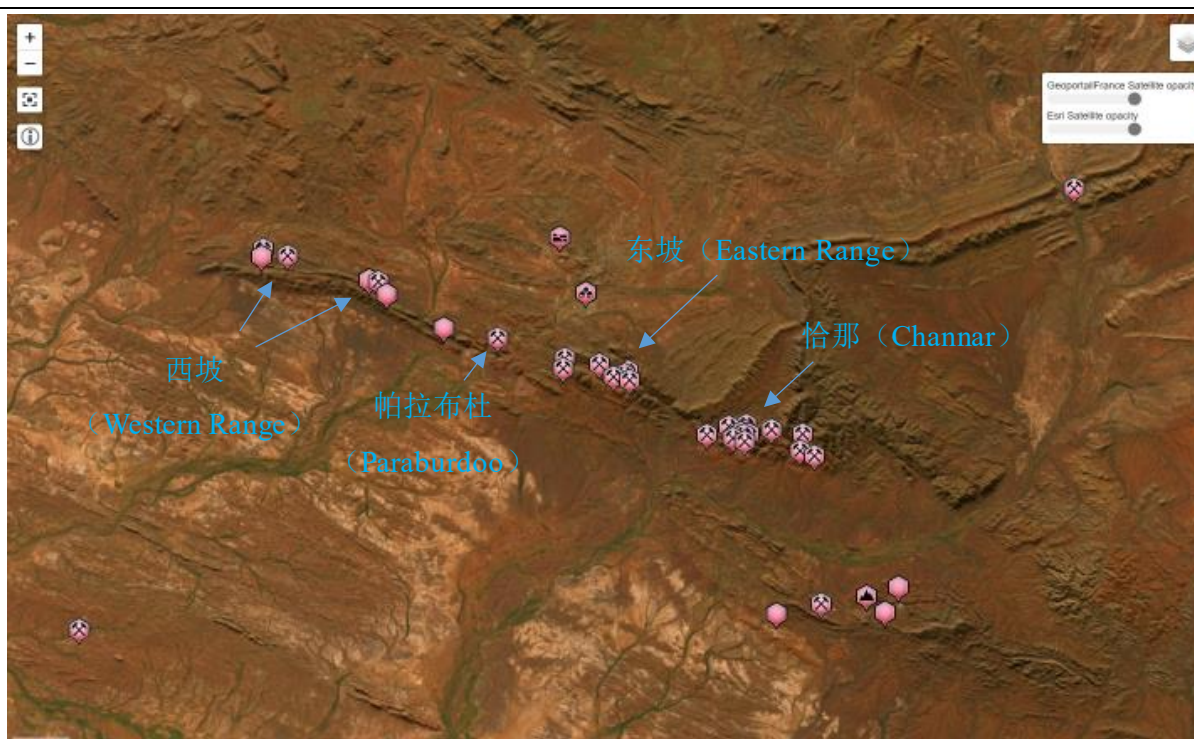 +
−
Geoportail/France Satellite opacity
Esri Satellite opacity
东坡（Eastern Range）
恰那（Channar）
西坡
（Western Range）
帕拉布杜
（Paraburdoo）